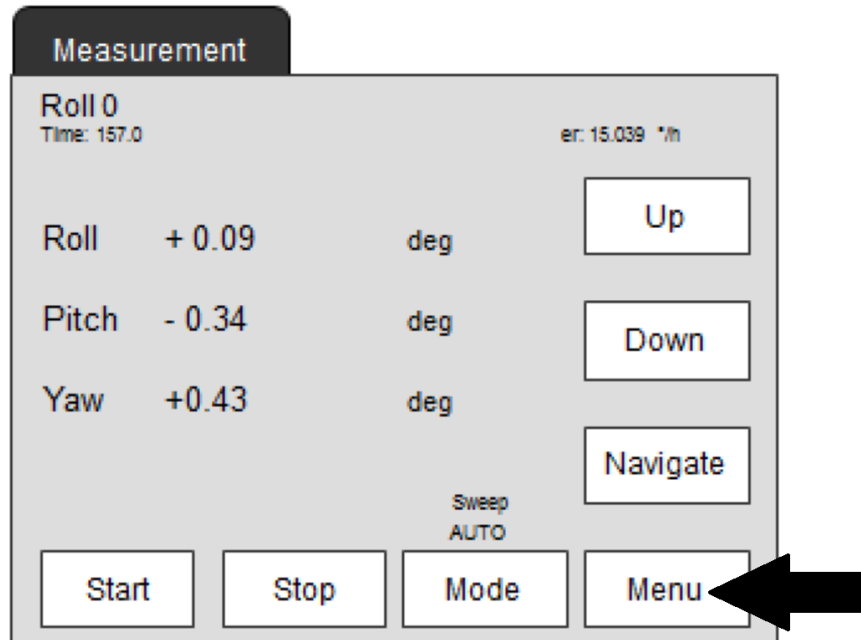 Measurement
Roll 0
Time: 157.0
er: 15.039 °/h
Up
Roll + 0.09 deg
Pitch - 0.34 deg
Down
Yaw +0.43 deg
Navigate
Sweep
AUTO
Start Stop Mode Menu